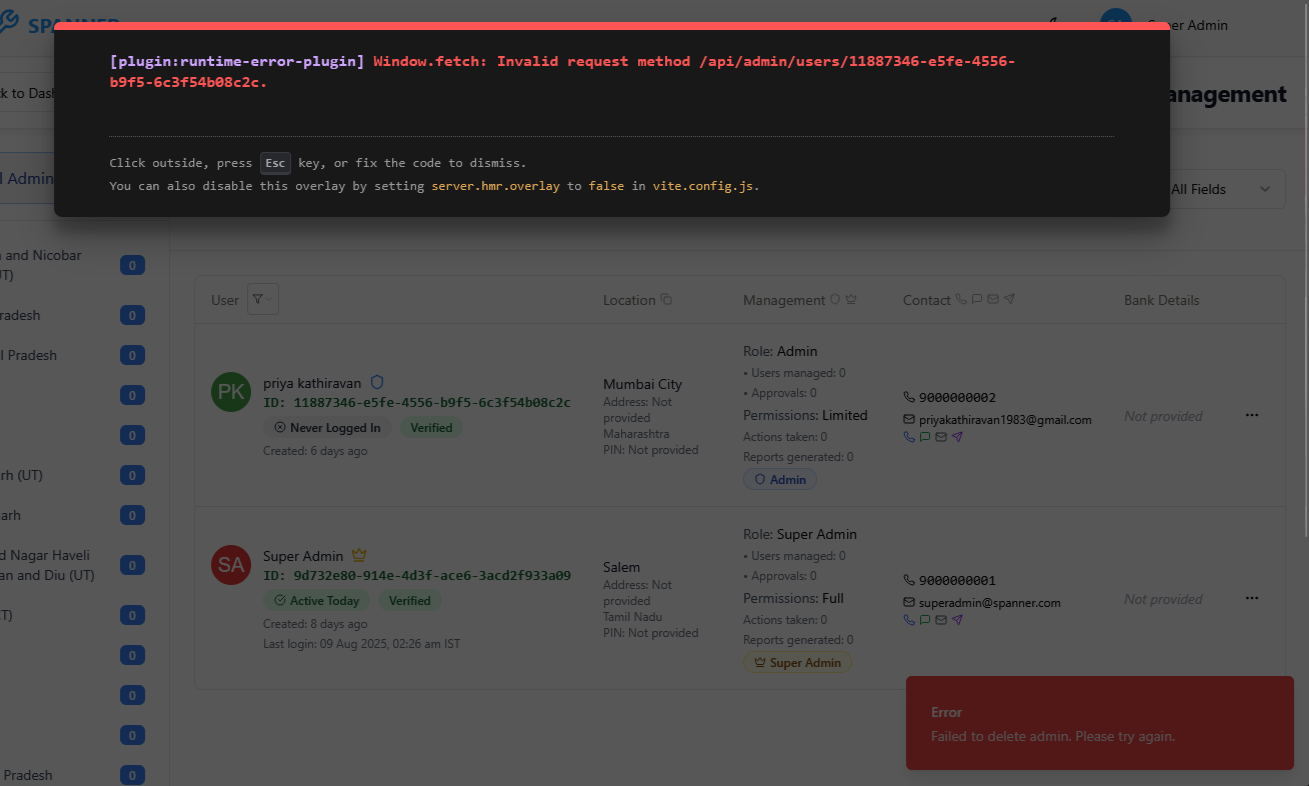 SPANNER
Super Admin
[plugin:runtime-error-plugin] Window.fetch: Invalid request method /api/admin/users/11887346-e5fe-4556-
b9f5-6c3f54b08c2c.
Click outside, press Esc key, or fix the code to dismiss.
You can also disable this overlay by setting server.hmr.overlay to false in vite.config.js.
k to Dash
anagement
l Admin
All Fields
and Nicobar
0
0
radesh
l Pradesh
0
0
0
rh (UT)
0
arh
0
d Nagar Haveli
an and Diu (UT)
0
0
0
0
0
Pradesh
0
User
Location
Management
Contact
Bank Details
PK
priya kathiravan
ID: 11887346-e5fe-4556-b9f5-6c3f54b08c2c
Never Logged In
Verified
Created: 6 days ago
Mumbai City
Address: Not
provided
Maharashtra
PIN: Not provided
Role: Admin
• Users managed: 0
• Approvals: 0
Permissions: Limited
Actions taken: 0
Reports generated: 0
Admin
9000000002
priyakathiravan1983@gmail.com
Not provided
SA
Super Admin
ID: 9d732e80-914e-4d3f-ace6-3acd2f933a09
Active Today
Verified
Created: 8 days ago
Last login: 09 Aug 2025, 02:26 am IST
Salem
Address: Not
provided
Tamil Nadu
PIN: Not provided
Role: Super Admin
• Users managed: 0
• Approvals: 0
Permissions: Full
Actions taken: 0
Reports generated: 0
Super Admin
9000000001
superadmin@spanner.com
Not provided
Error
Failed to delete admin. Please try again.